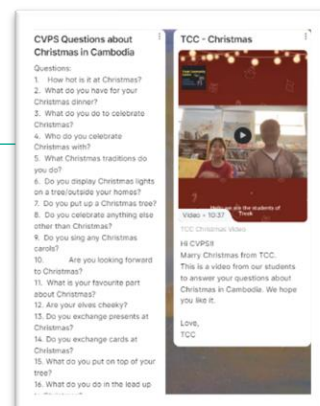 CVPS Questions about
Christmas in Cambodia
Questions:
1. How hot is it at Christmas?
2. What do you have for your
Christmas dinner?
3. What do you do to celebrate
Christmas?
4. Who do you celebrate
Christmas with?
5. What Christmas traditions do
you do?
6. Do you display Christmas lights
on a tree/outside your homes?
7. Do you put up a Christmas tree?
8. Do you celebrate anything else
other than Christmas?
9. Do you sing any Christmas
carols?
10. Are you looking forward
to Christmas?
11. What is your favourite part
about Christmas?
12. Are your elves cheeky?
13. Do you exchange presents at
Christmas?
14. Do you exchange cards at
Christmas?
15. What do you put on top of your
tree?
16. What do you do in the lead up
TCC - Christmas
Hello we are the students of
Video • 10:37
TCC Christmas Video
Hi CVPS!!
Marry Christmas from TCC.
This is a video from our students
to answer your questions about
Christmas in Cambodia. We hope
you like it.
Love,
TCC